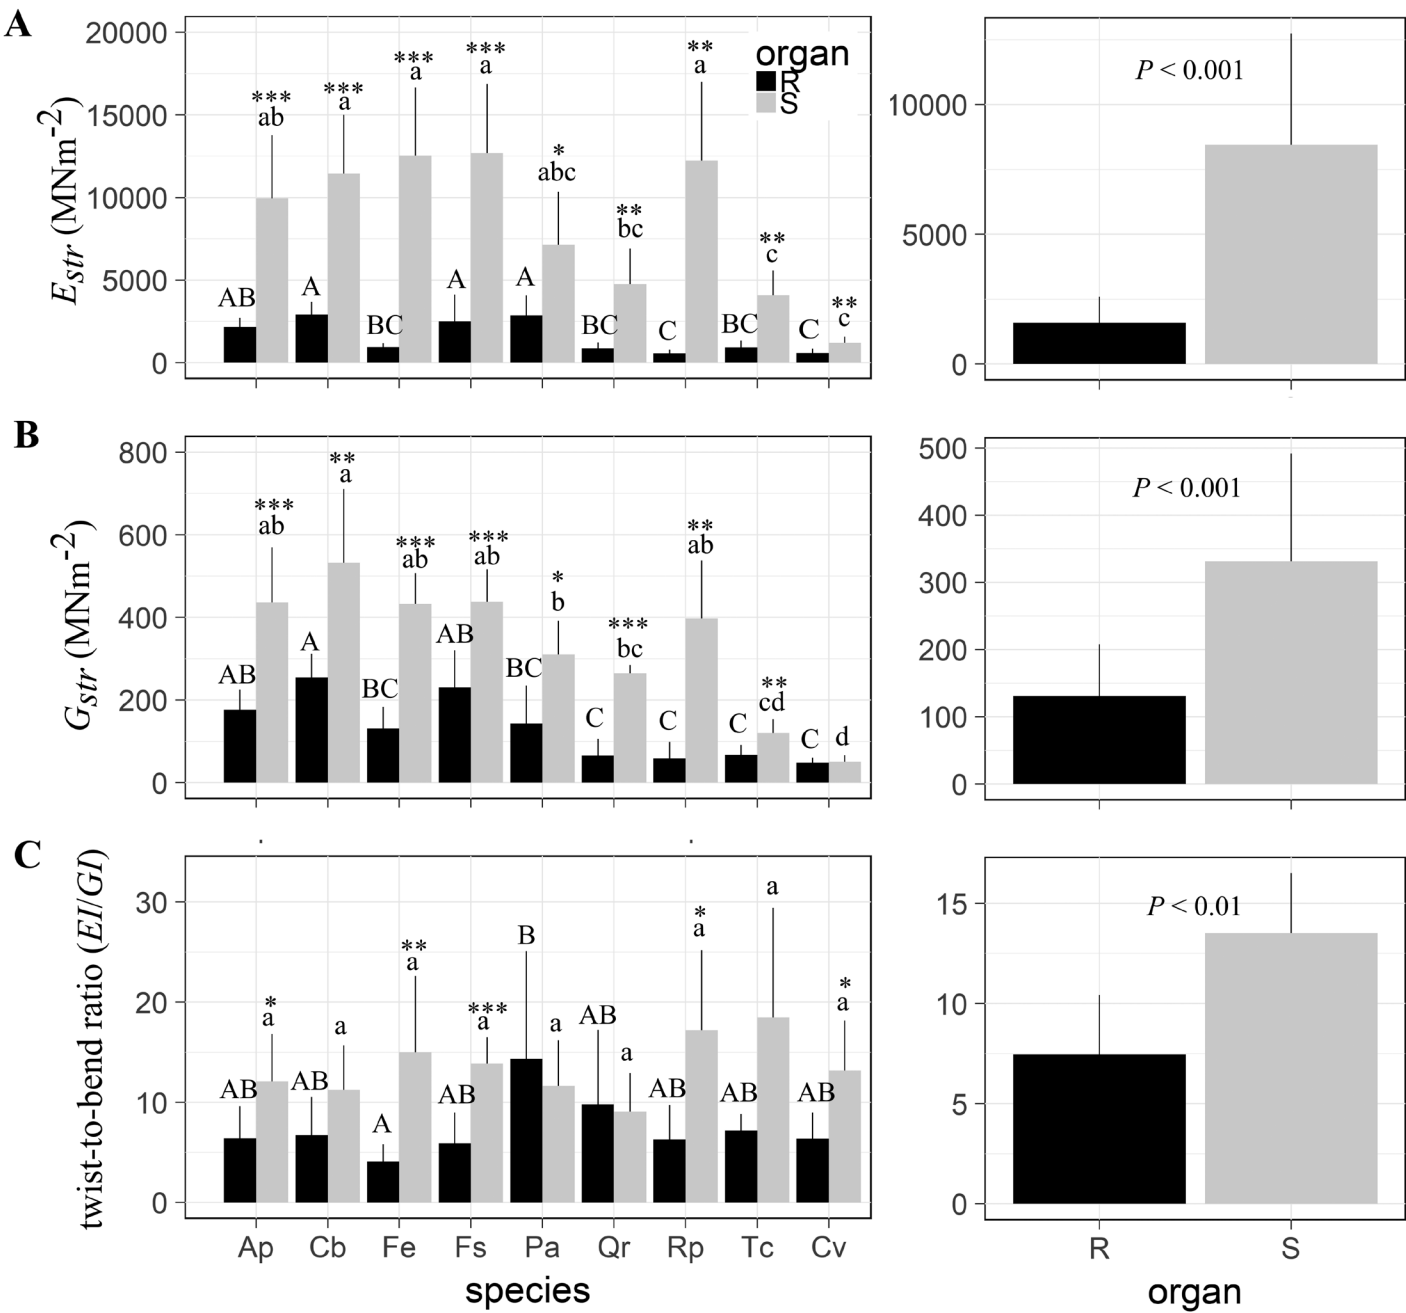 A
E_str (MNm^-2)
20000
15000
10000
5000
0
organ
R
S
*** *** *** *** * ** ** ** **
ab a a a abc bc a c c
AB A BC A A BC C BC C
10000
5000
0
P < 0.001
B
G_str (MNm^-2)
800
600
400
200
0
*** ** *** *** * *** ** **
ab a ab ab b bc ab cd d
AB A BC AB BC C C C C
500
400
300
200
100
0
P < 0.001
C
twist-to-bend ratio (EI/GI)
30
20
10
0
* ** *** * *
a a a a a a a a a
AB AB A AB B AB AB AB AB
Ap Cb Fe Fs Pa Qr Rp Tc Cv
species
15
10
5
0
P < 0.01
R S
organ